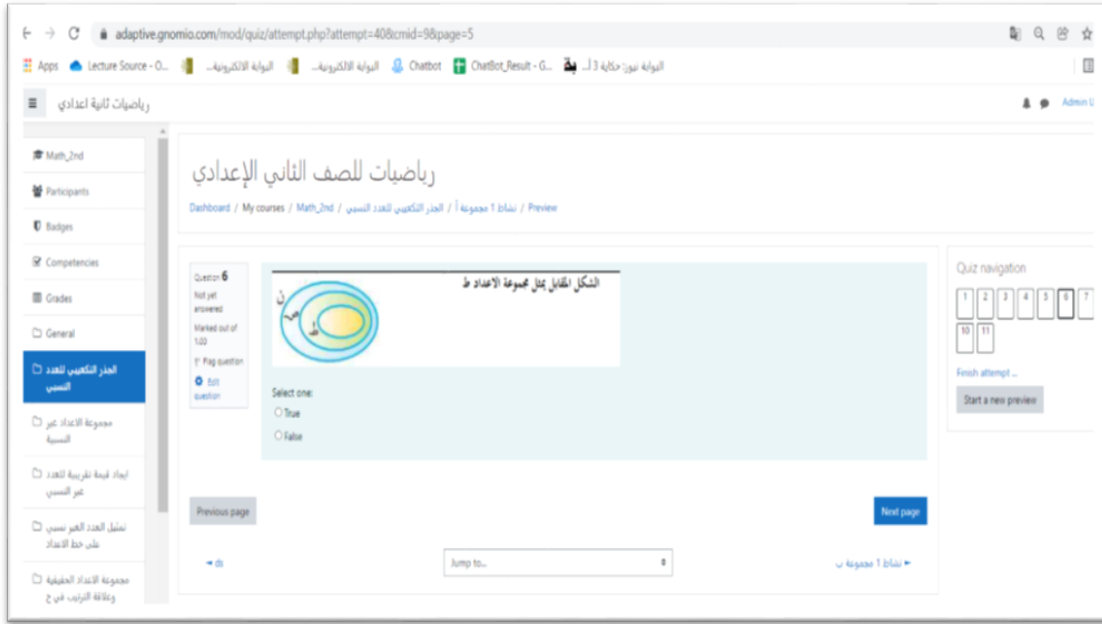 adaptive.gnomio.com/mod/quiz/attempt.php?attempt=40&cmid=9&page=5
Apps
Lecture Source - O...
البوابة الالكترونية...
البوابة الالكترونية...
Chatbot
ChatBot_Result - G...
البوابة نيوز: حكاية 3 أ...
رياضيات ثانية اعدادي
Admin U
Math_2nd
Participants
Badges
Competencies
Grades
General
الجذر التكعيبي للعدد
النسبي
مجموعة الاعداد غير
النسبية
ايجاد قيمة تقريبية للعدد
غير النسبي
تمثيل العدد الغير نسبي
على خط الاعداد
مجموعة الاعداد الحقيقية
وعلاقة الترتيب في ح
رياضيات للصف الثاني الإعدادي
Dashboard / My courses / Math_2nd / الجذر التكعيبي للعدد النسبي / نشاط 1 مجموعة أ / Preview
Question 6
Not yet
answered
Marked out of
1.00
Flag question
Edit
question
الشكل المقابل يمثل مجموعة الاعداد ط
ن
ص
ط
Select one:
True
False
Previous page
Next page
◄ ds
Jump to...
نشاط 1 مجموعة ب ►
Quiz navigation
1 2 3 4 5 6 7
10 11
Finish attempt ...
Start a new preview